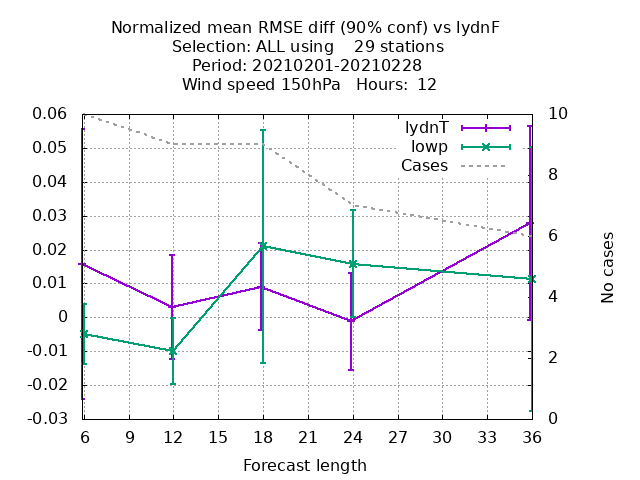 Normalized mean RMSE diff (90% conf) vs lydnF
Selection: ALL using    29 stations
Period: 20210201-20210228
Wind speed 150hPa   Hours:  12
lydnT
lowp
Cases
0.06
0.05
0.04
0.03
0.02
0.01
0
-0.01
-0.02
-0.03
10
8
6
4
2
0
No cases
6 9 12 15 18 21 24 27 30 33 36
Forecast length